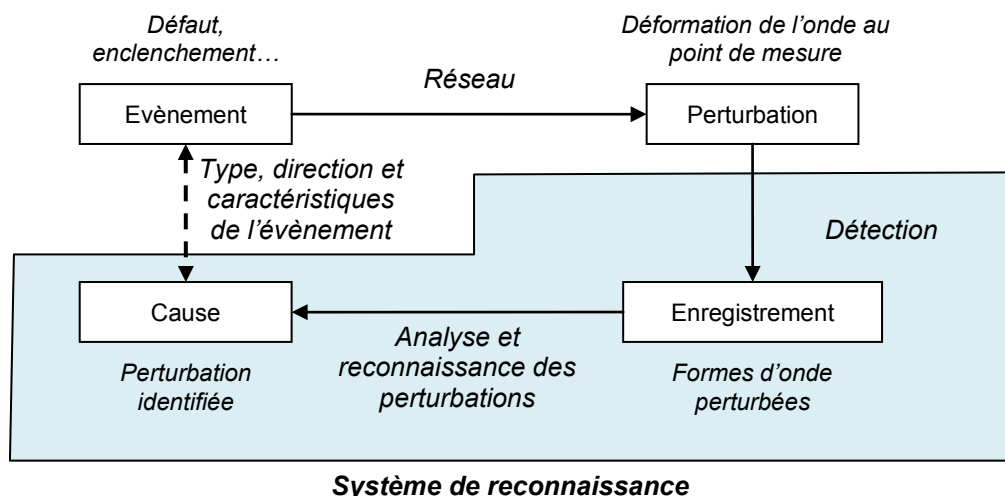 Défaut,
enclenchement…
Déformation de l'onde au
point de mesure
Réseau
Evènement
Perturbation
Type, direction et
caractéristiques
de l'évènement
Détection
Cause
Enregistrement
Analyse et
reconnaissance des
perturbations
Perturbation
identifiée
Formes d'onde
perturbées
Système de reconnaissance